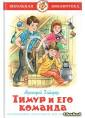 ШКОЛЬНАЯ БИБЛИОТЕКА
Аркадий Гайдар
ТИМУР И ЕГО
КОМАНДА